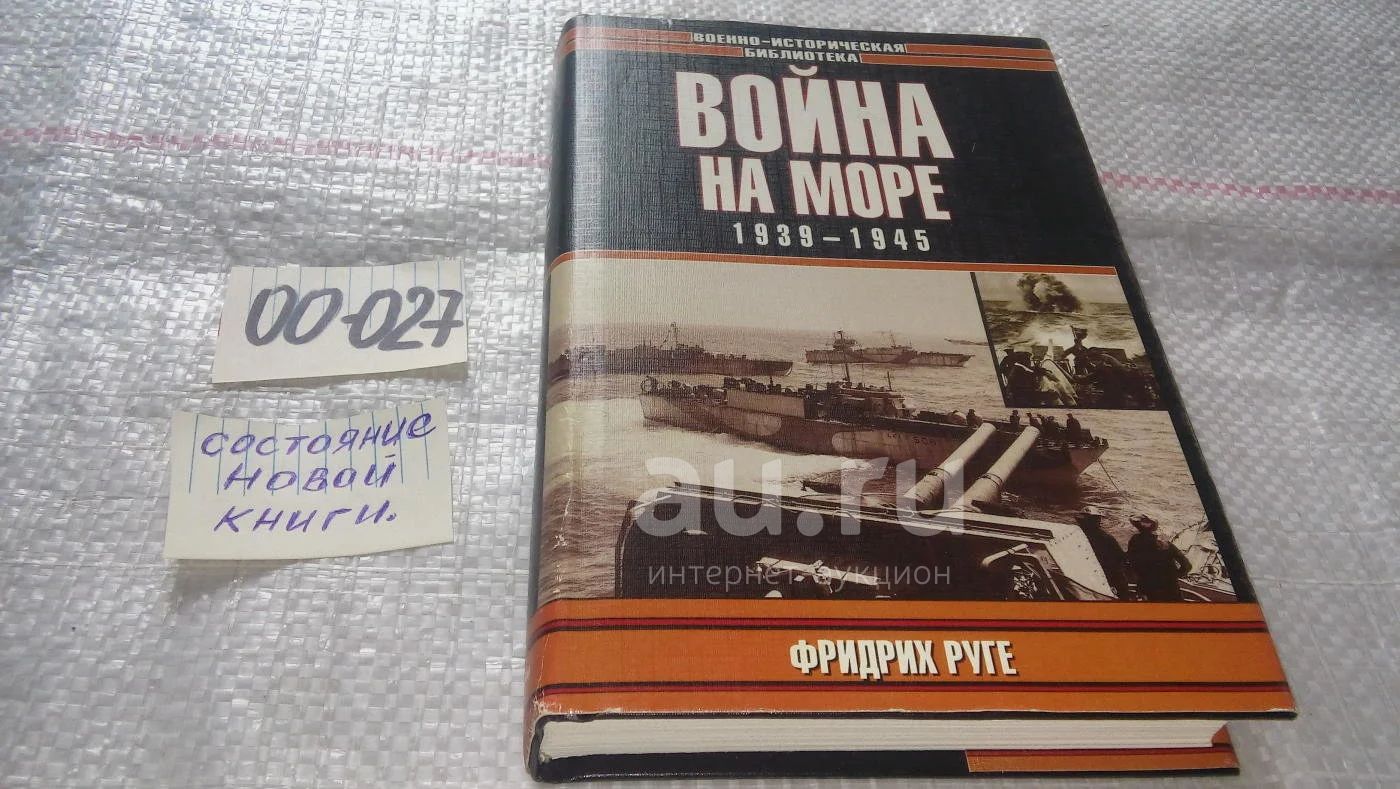 ВОЕННО-ИСТОРИЧЕСКАЯ
БИБЛИОТЕКА
ВОЙНА
НА МОРЕ
1939–1945
ФРИДРИХ РУГЕ
00-027
состояние
новой
книги.
au.ru
интернет аукцион